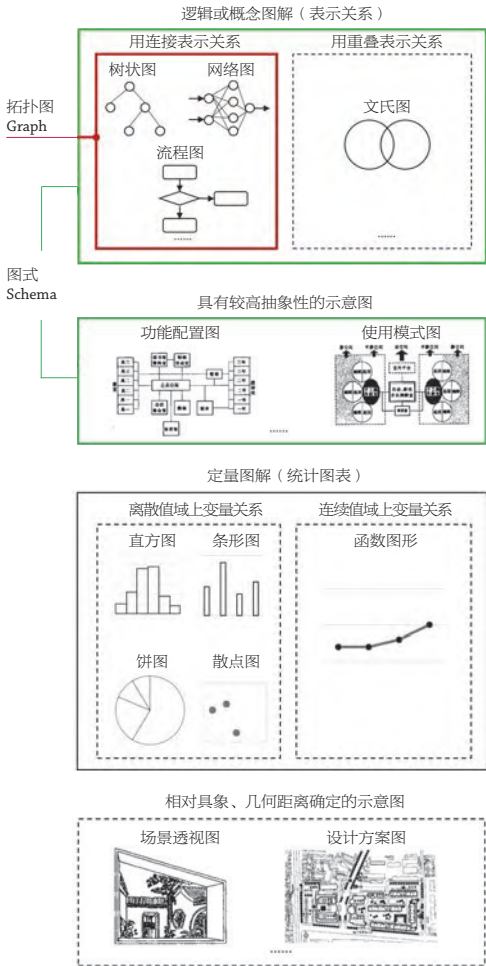 逻辑或概念图解（表示关系）
用连接表示关系
用重叠表示关系
树状图
网络图
文氏图
拓扑图
Graph
流程图
......
图式
Schema
具有较高抽象性的示意图
功能配置图
使用模式图
......
定量图解（统计图表）
离散值域上变量关系
连续值域上变量关系
直方图
条形图
函数图形
饼图
散点图
相对具象、几何距离确定的示意图
场景透视图
设计方案图
......